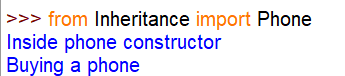 >>> from Inheritance import Phone
Inside phone constructor
Buying a phone